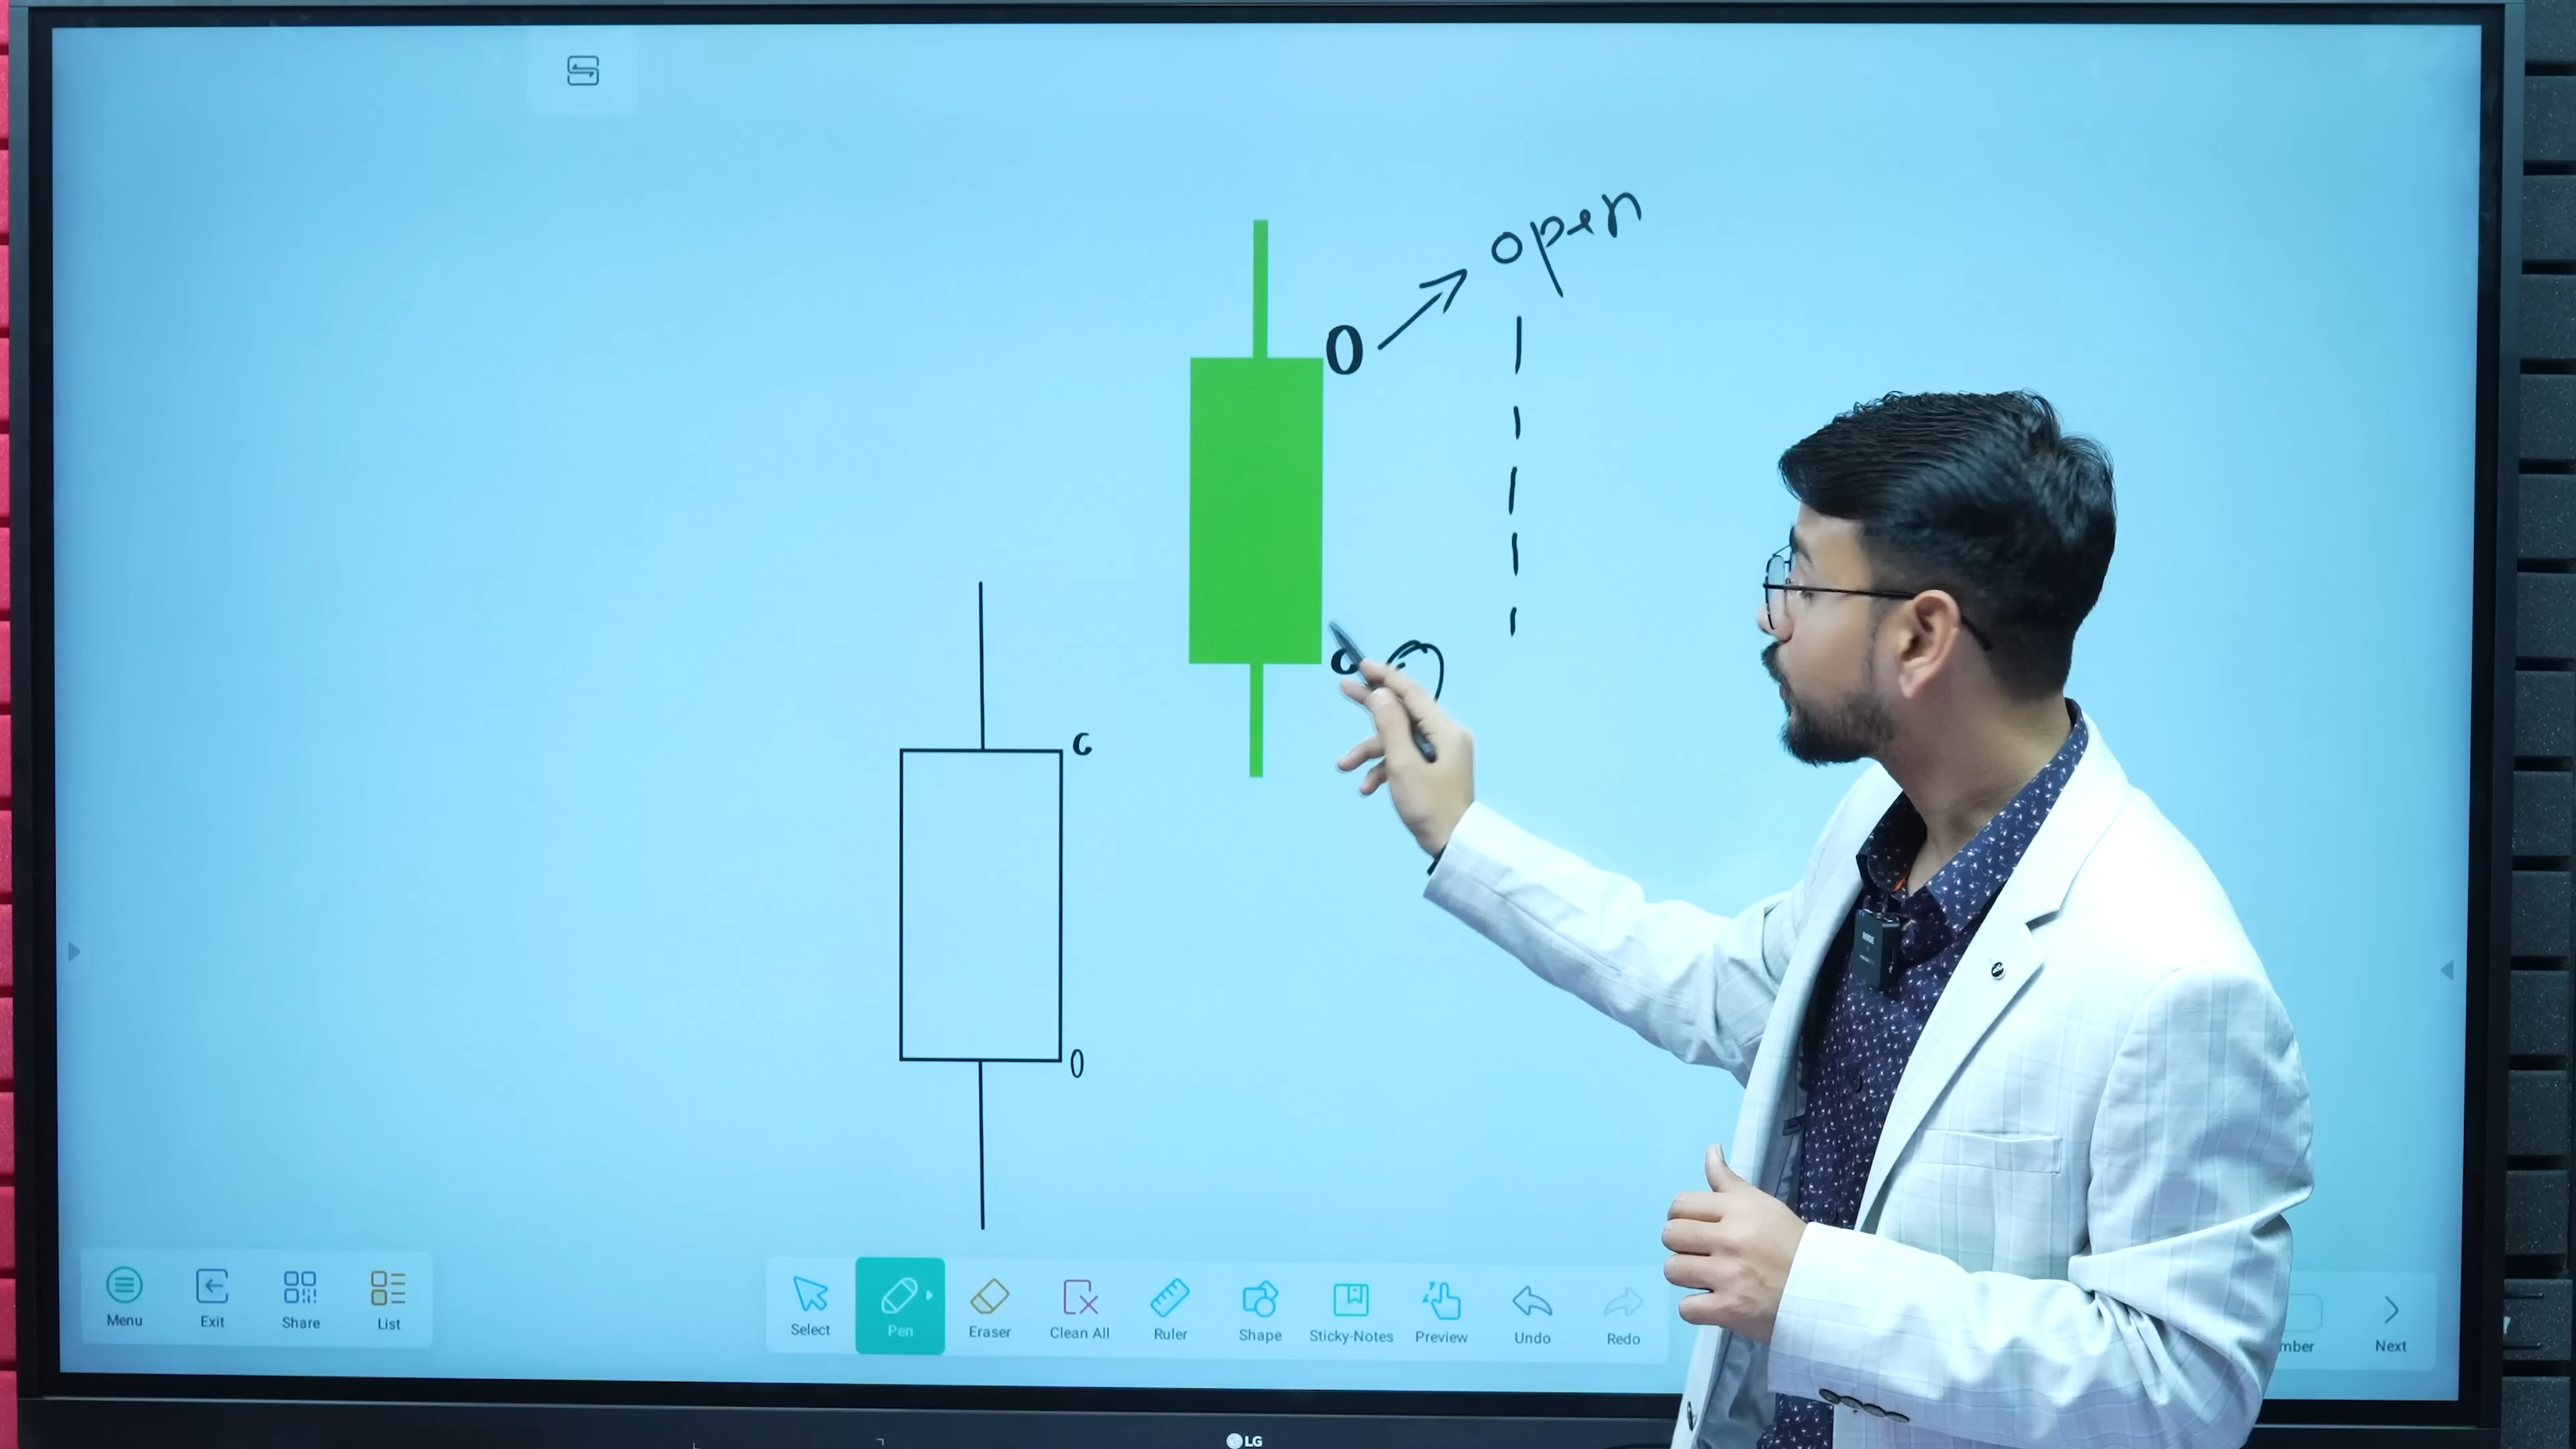 open
O
C
C
O
Menu
Exit
Share
List
Select
Pen
Eraser
Clean All
Ruler
Shape
Sticky-Notes
Preview
Undo
Redo
Next
LG